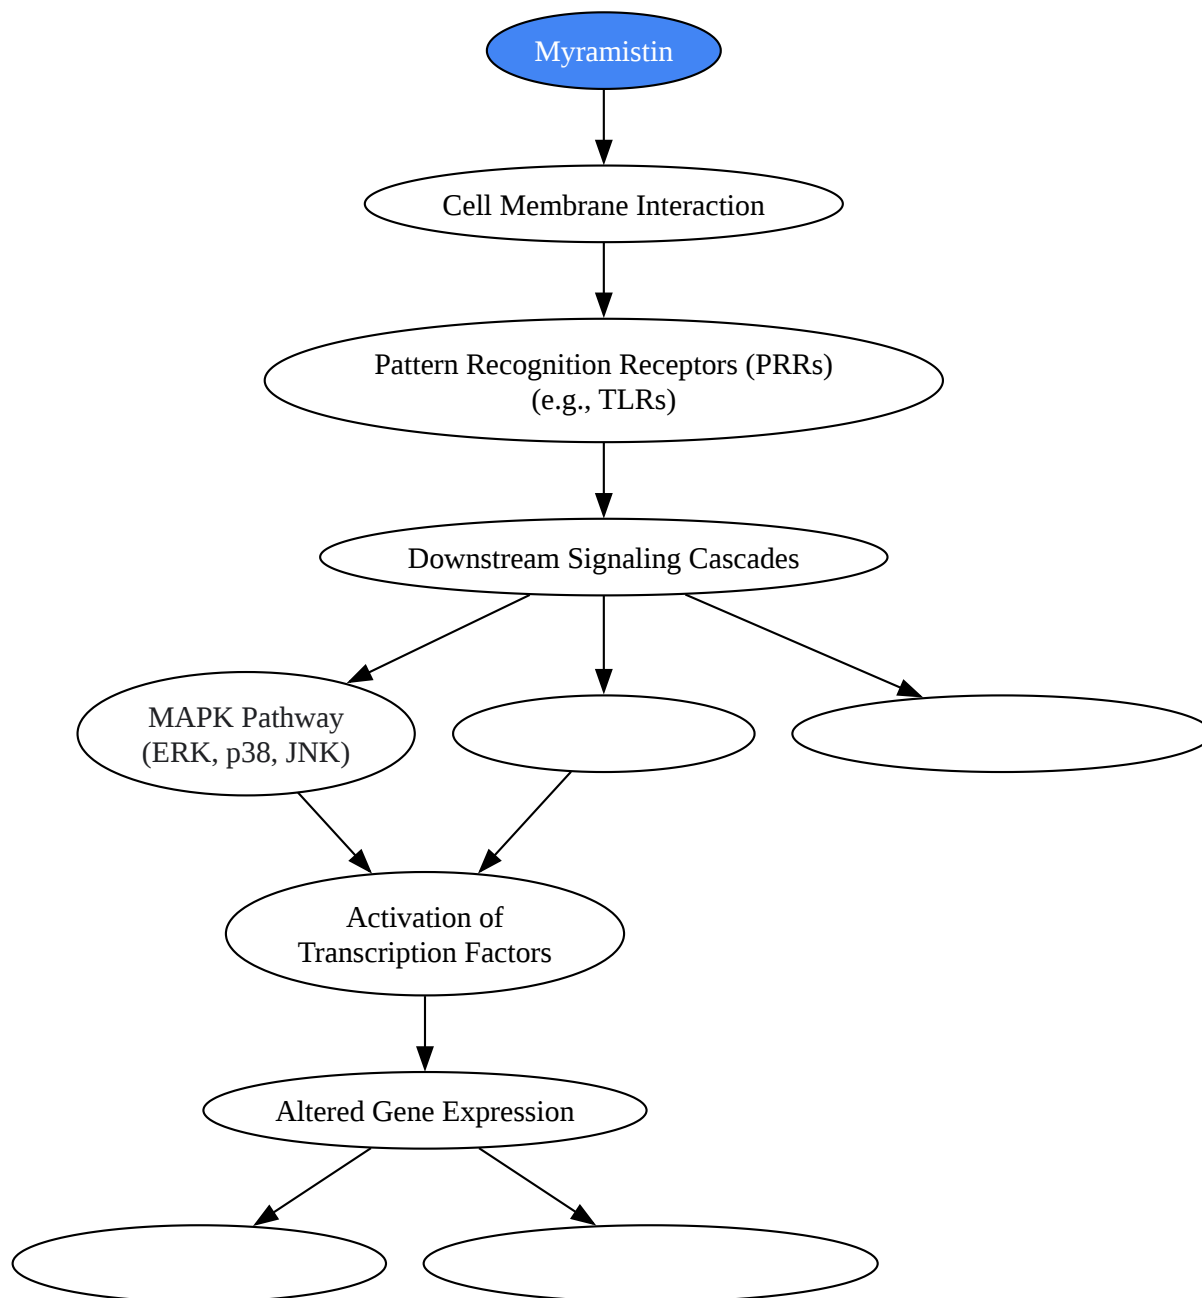 Myramistin
Cell Membrane Interaction
Pattern Recognition Receptors (PRRs)
(e.g., TLRs)
Downstream Signaling Cascades
MAPK Pathway
(ERK, p38, JNK)
Activation of
Transcription Factors
Altered Gene Expression